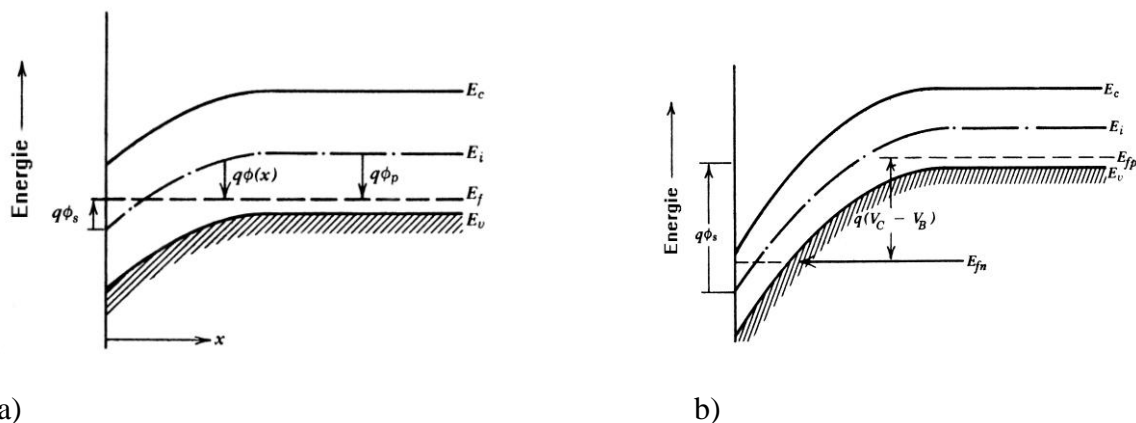 Energie
E_c
E_i
qϕ(x)
qϕ_p
E_f
qϕ_s
E_v
x
a)
Energie
E_c
E_i
E_fp
E_v
qϕ_s
q(V_C − V_B)
E_fn
b)